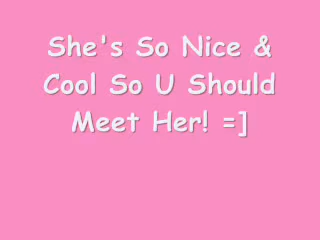 She's So Nice &
Cool So U Should
Meet Her! =]